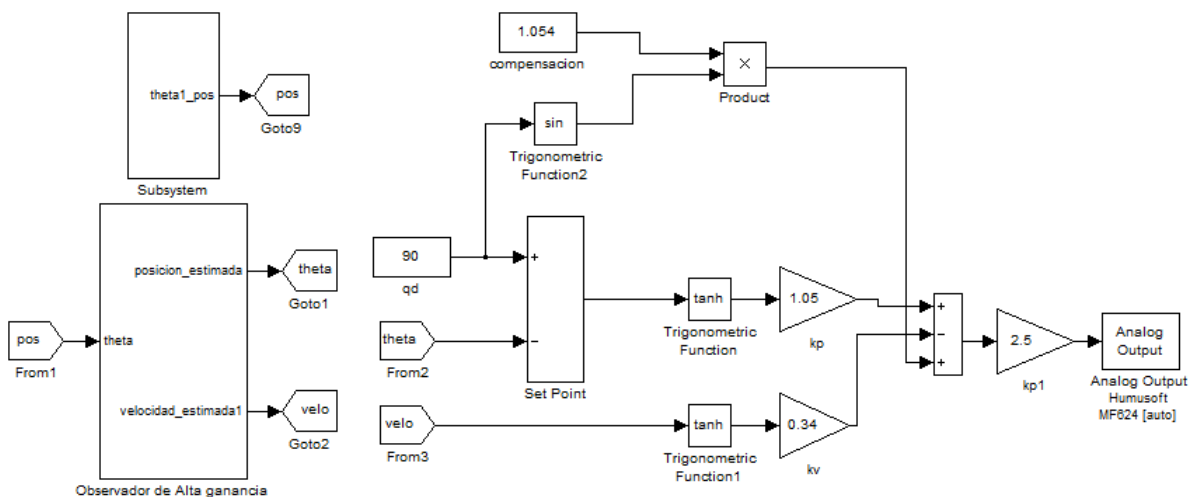 1.054
compensacion
×
Product
theta1_pos
pos
Goto9
Subsystem
sin
Trigonometric
Function2
posicion_estimada
theta
Goto1
90
qd
+
−
Set Point
tanh
Trigonometric
Function
1.05
kp
pos
From1
theta
theta
From2
+
−
+
2.5
kp1
Analog
Output
Analog Output
Humusoft
MF624 [auto]
velocidad_estimada1
velo
Goto2
velo
From3
tanh
Trigonometric
Function1
0.34
kv
Observador de Alta ganancia